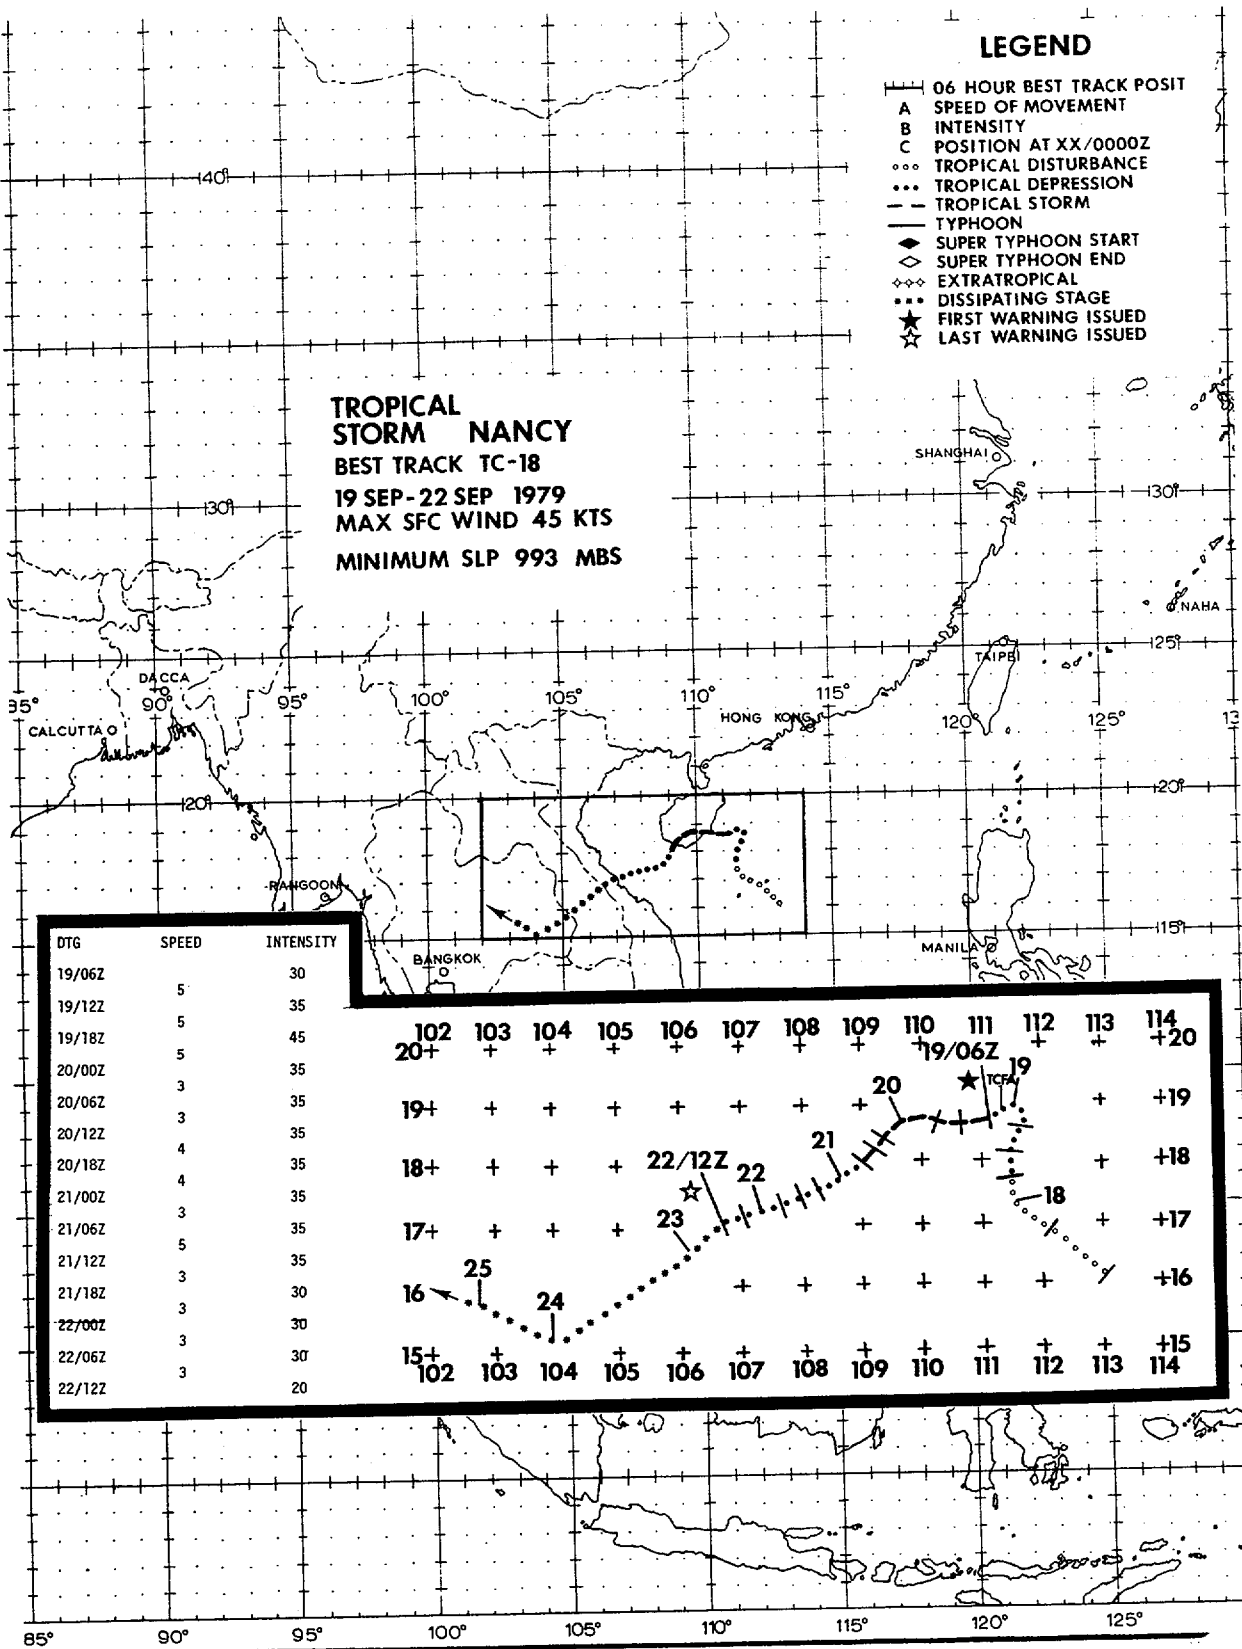 LEGEND
06 HOUR BEST TRACK POSIT
A SPEED OF MOVEMENT
B INTENSITY
C POSITION AT XX/0000Z
TROPICAL DISTURBANCE
TROPICAL DEPRESSION
TROPICAL STORM
TYPHOON
SUPER TYPHOON START
SUPER TYPHOON END
EXTRATROPICAL
DISSIPATING STAGE
FIRST WARNING ISSUED
LAST WARNING ISSUED
40°
TROPICAL
STORM NANCY
BEST TRACK TC-18
19 SEP-22 SEP 1979
MAX SFC WIND 45 KTS
MINIMUM SLP 993 MBS
SHANGHAI
30° 30°
NAHA
25°
TAIPEI
DACCA
85° 90° 95° 100° 105° 110° 115° 120° 125° 13
CALCUTTA
HONG KONG
20° 20°
RANGOON
15°
MANILA
BANGKOK
DTG SPEED INTENSITY
19/06Z 30
5
19/12Z 35
5
19/18Z 45
5
20/00Z 35
3
20/06Z 35
3
20/12Z 35
4
20/18Z 35
4
21/00Z 35
3
21/06Z 35
5
21/12Z 35
3
21/18Z 30
3
22/00Z 30
3
22/06Z 30
3
22/12Z 20
102 103 104 105 106 107 108 109 110 111 112 113 114
20 20
19/06Z
TCFA 19
20
19 19
21
22/12Z 22
18 18
18
23
17 17
25
16 16
24
15 15
102 103 104 105 106 107 108 109 110 111 112 113 114
85° 90° 95° 100° 105° 110° 115° 120° 125°